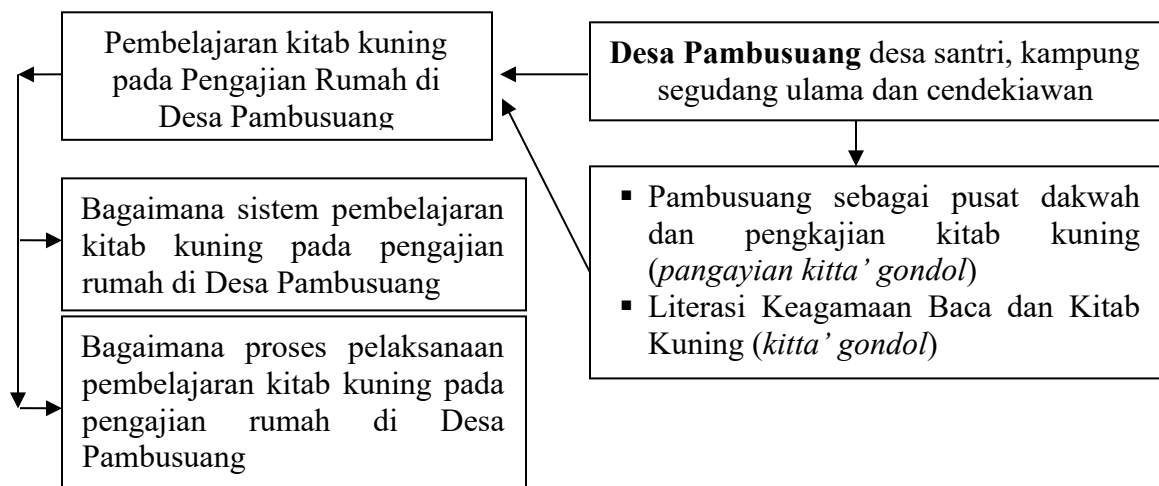 Pembelajaran kitab kuning
pada Pengajian Rumah di
Desa Pambusuang
Desa Pambusuang desa santri, kampung
segudang ulama dan cendekiawan
▪ Pambusuang sebagai pusat dakwah
dan pengkajian kitab kuning
(pangayian kitta’ gondol)
▪ Literasi Keagamaan Baca dan Kitab
Kuning (kitta’ gondol)
Bagaimana sistem pembelajaran
kitab kuning pada pengajian
rumah di Desa Pambusuang
Bagaimana proses pelaksanaan
pembelajaran kitab kuning pada
pengajian rumah di Desa
Pambusuang